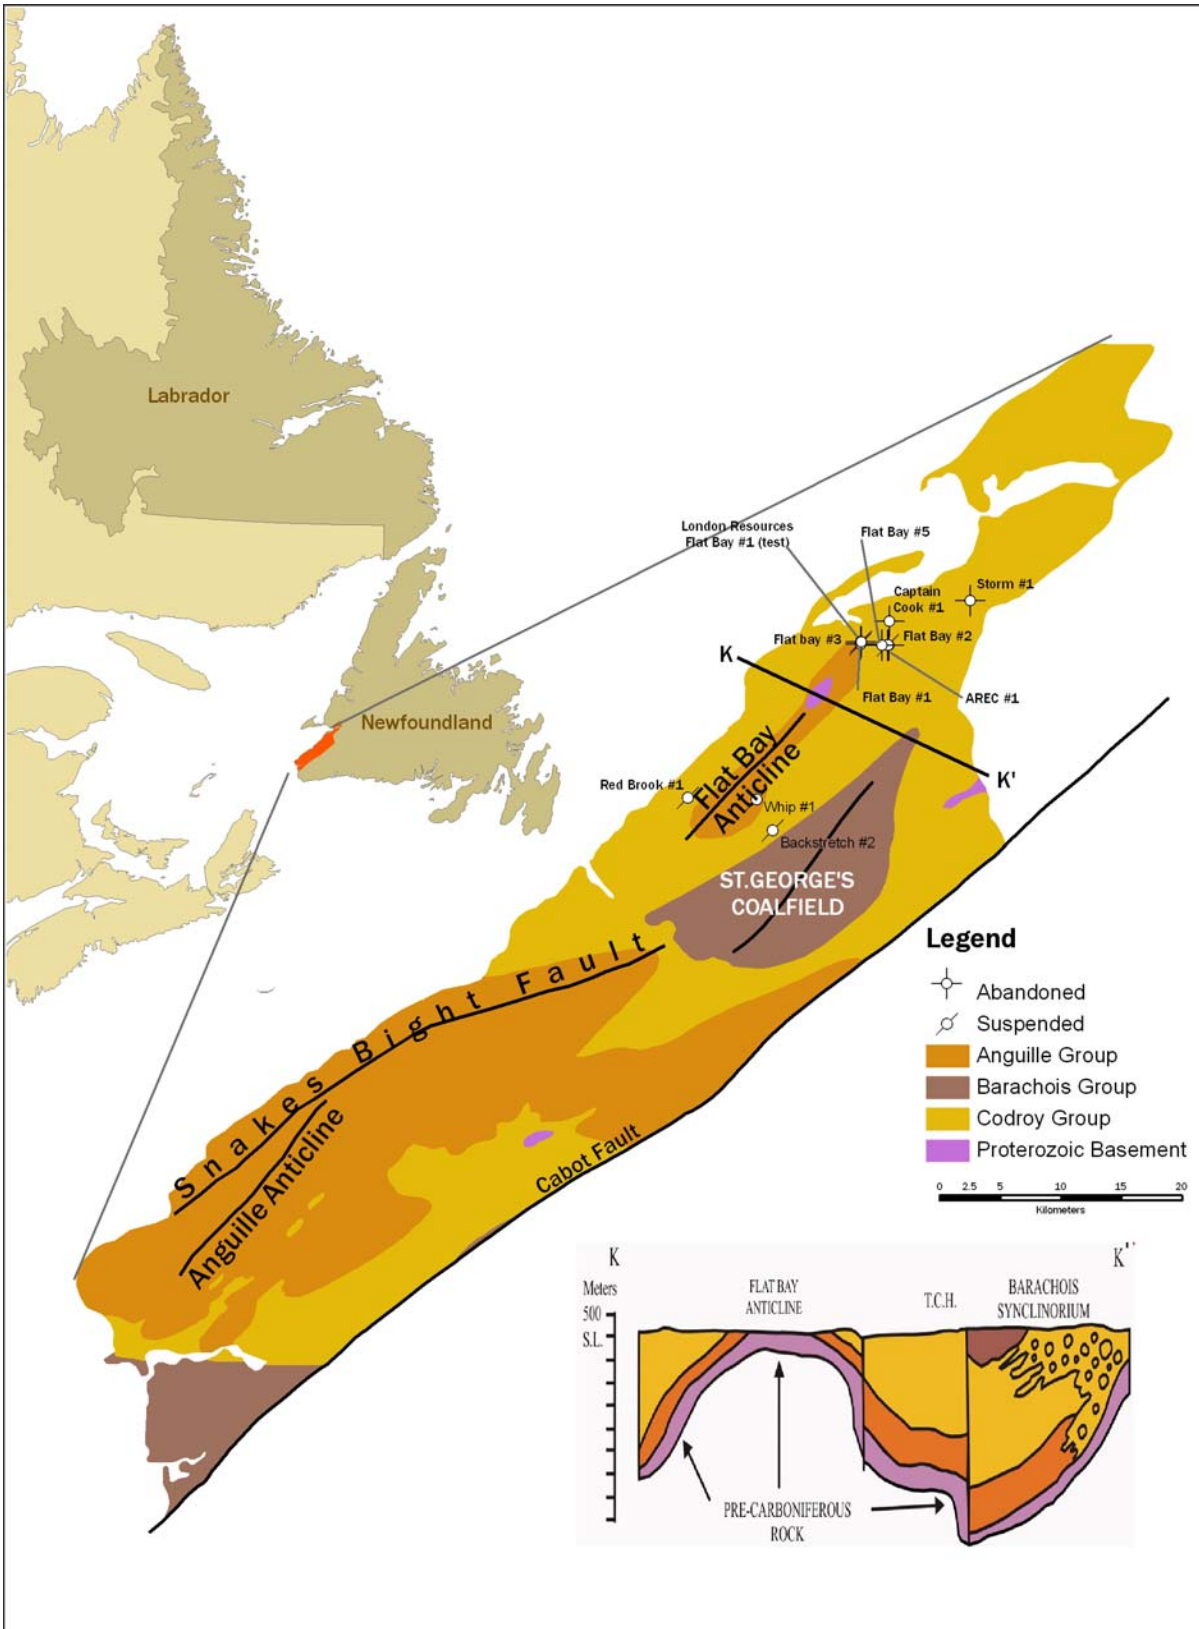 Labrador
Newfoundland
London Resources
Flat Bay #1 (test)
Flat Bay #5
Captain
Cook #1
Storm #1
Flat bay #3
Flat Bay #2
K
Flat Bay #1
AREC #1
K'
Flat Bay
Anticline
Red Brook #1
Whip #1
Backstretch #2
ST.GEORGE'S
COALFIELD
Snakes Bight Fault
Anguille Anticline
Cabot Fault
Legend
Abandoned
Suspended
Anguille Group
Barachois Group
Codroy Group
Proterozoic Basement
0 2.5 5 10 15 20
Kilometers
K
K'
Meters
500
S.L.
FLAT BAY
ANTICLINE
T.C.H.
BARACHOIS
SYNCLINORIUM
PRE-CARBONIFEROUS
ROCK